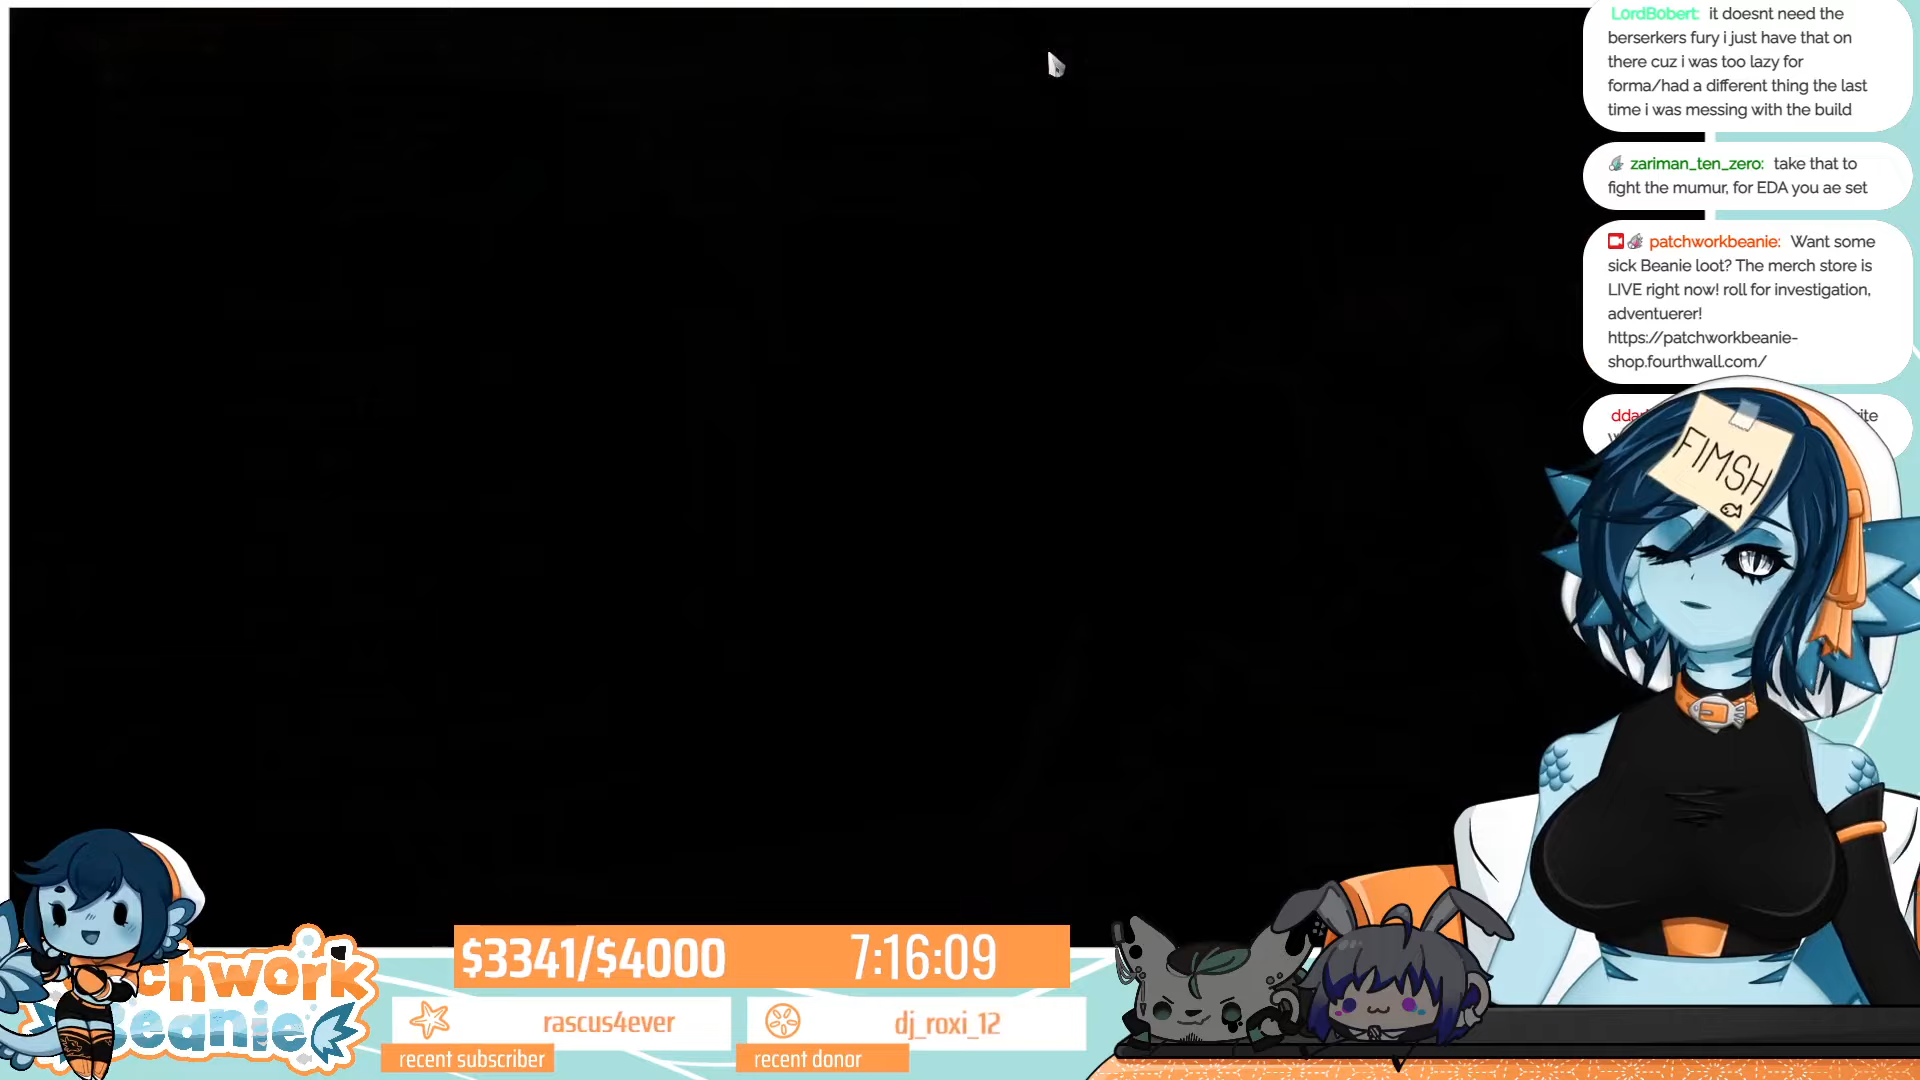 LordBobert: it doesnt need the
berserkers fury i just have that on
there cuz i was too lazy for
forma/had a different thing the last
time i was messing with the build
zariman_ten_zero: take that to
fight the mumur, for EDA you ae set
patchworkbeanie: Want some
sick Beanie loot? The merch store is
LIVE right now! roll for investigation,
adventuerer!
https://patchworkbeanie-
shop.fourthwall.com/
FIMSH
$3341/$4000 7:16:09
chwork
Beanie
rascus4ever
recent subscriber
dj_roxi_12
recent donor